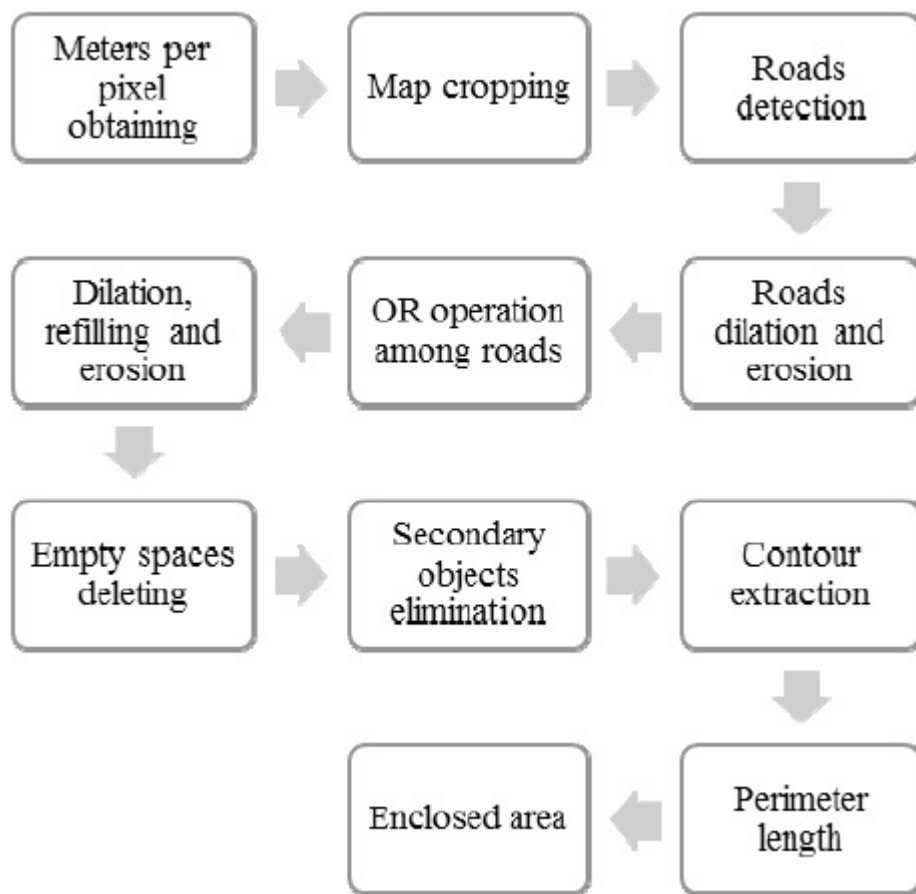 Meters per
pixel
obtaining
Map cropping
Roads
detection
Roads
dilation and
erosion
OR operation
among roads
Dilation,
refilling and
erosion
Empty spaces
deleting
Secondary
objects
elimination
Contour
extraction
Perimeter
length
Enclosed area